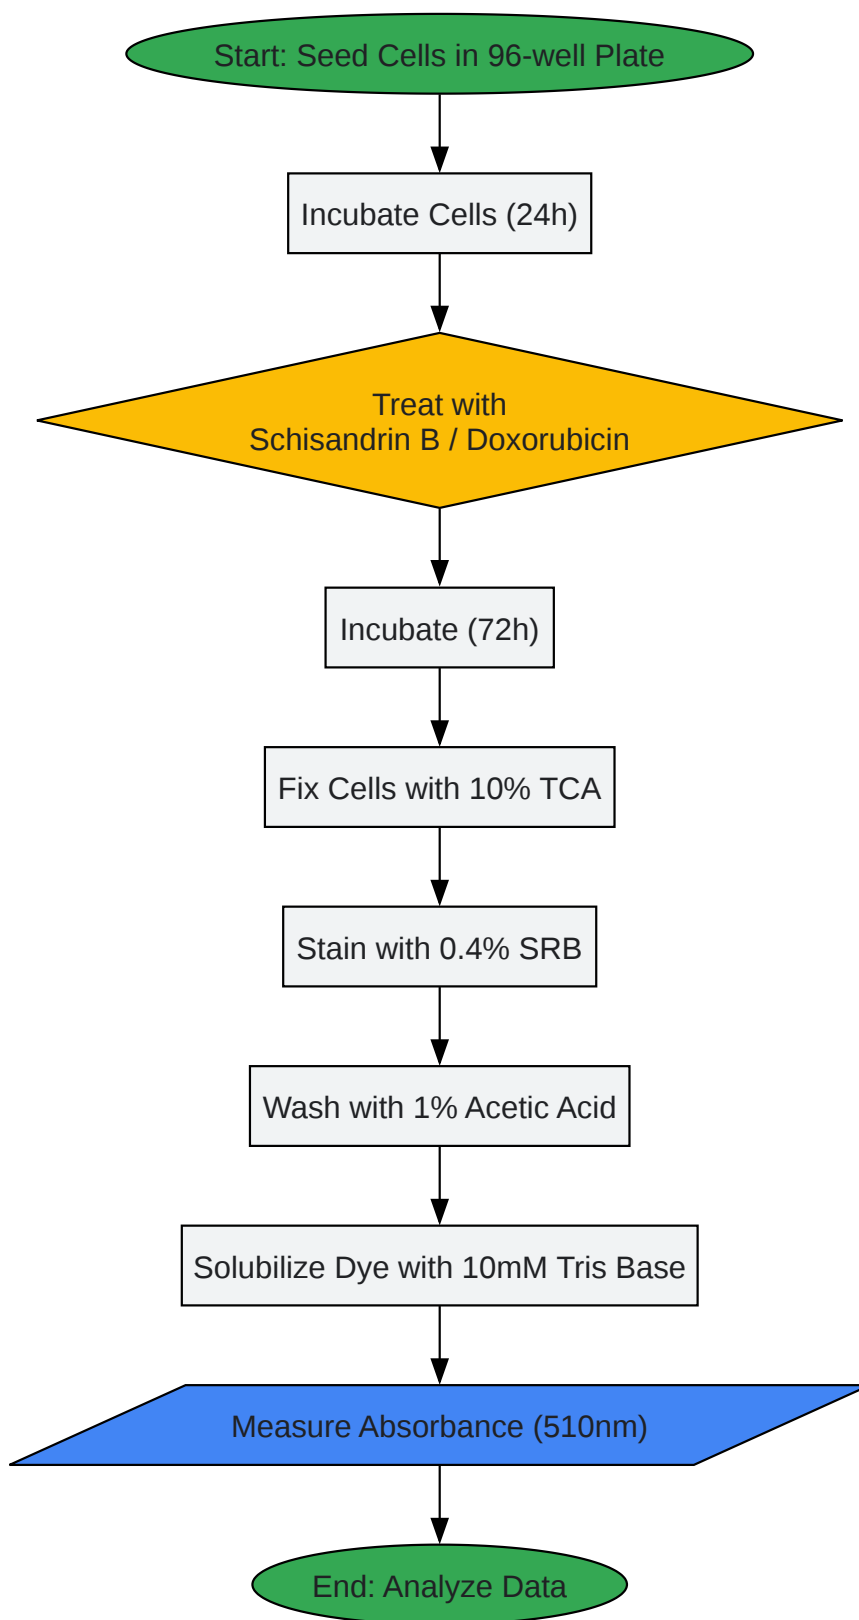 Start: Seed Cells in 96-well Plate
Incubate Cells (24h)
Treat with
Schisandrin B / Doxorubicin
Incubate (72h)
Fix Cells with 10% TCA
Stain with 0.4% SRB
Wash with 1% Acetic Acid
Solubilize Dye with 10mM Tris Base
Measure Absorbance (510nm)
End: Analyze Data